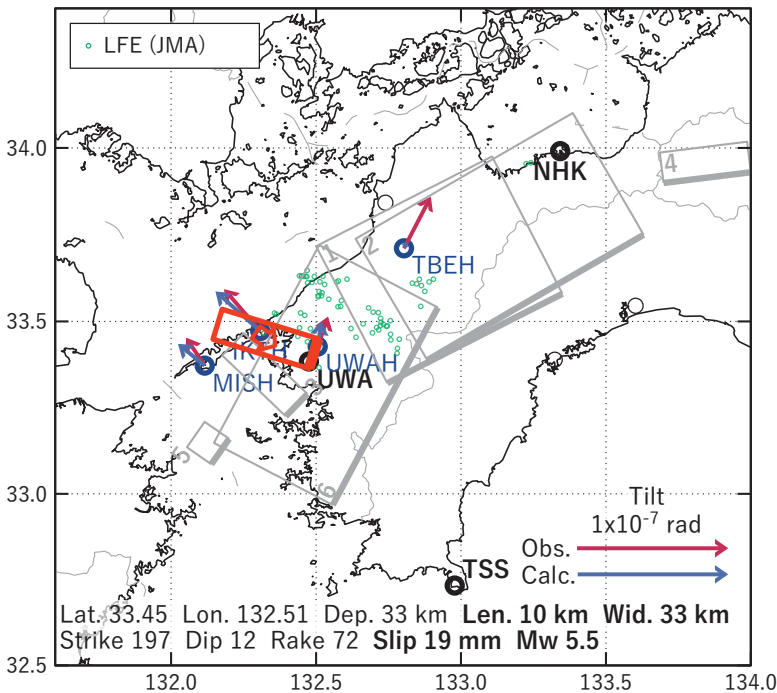 LFE (JMA)
34.0
33.5
33.0
32.5
132.0
132.5
133.0
133.5
134.0
NHK
4
1
2
TBEH
UWAH
UWA
MISH
5
6
TSS
Tilt
1x10-7 rad
Obs.
Calc.
Lat. 33.45 Lon. 132.51 Dep. 33 km Len. 10 km Wid. 33 km
Strike 197 Dip 12 Rake 72 Slip 19 mm Mw 5.5